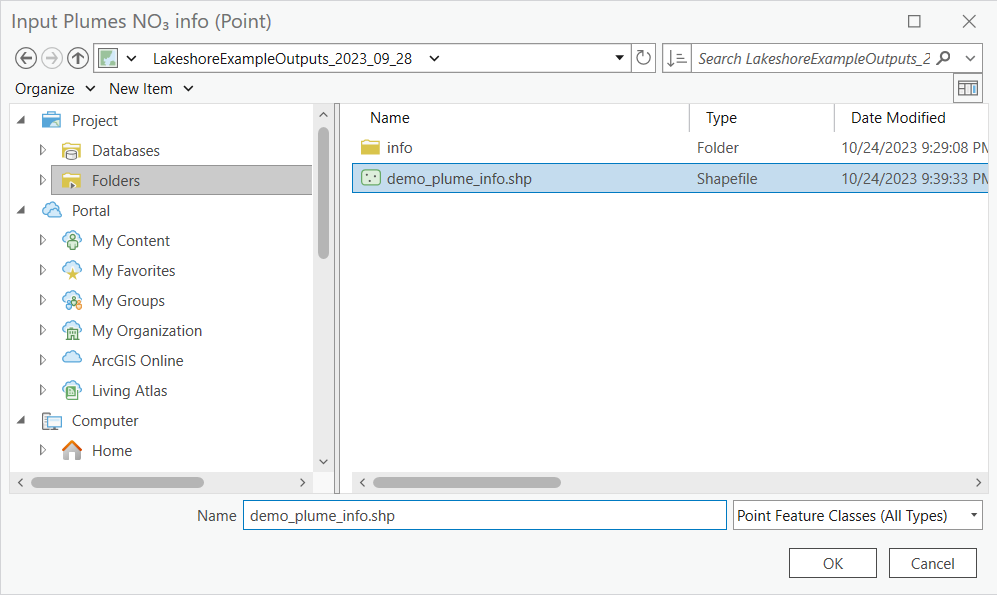 Input Plumes NO₃ info (Point)
LakeshoreExampleOutputs_2023_09_28
Search LakeshoreExampleOutputs_2
Organize New Item
Project
Databases
Folders
Portal
My Content
My Favorites
My Groups
My Organization
ArcGIS Online
Living Atlas
Computer
Home
Name Type Date Modified
info Folder 10/24/2023 9:29:08 PM
demo_plume_info.shp Shapefile 10/24/2023 9:39:33 PM
Name demo_plume_info.shp Point Feature Classes (All Types)
OK Cancel